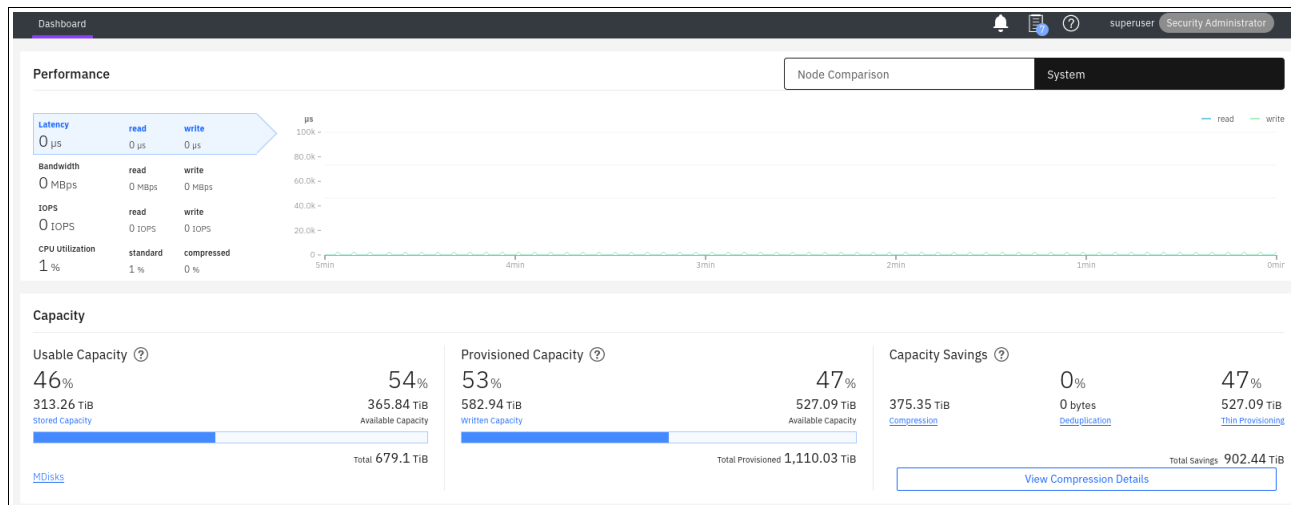 Dashboard
7
?
superuser Security Administrator
Performance
Node Comparison
System
Latency read write
0 µs 0 µs 0 µs
Bandwidth read write
0 MBps 0 MBps 0 MBps
IOPS read write
0 IOPS 0 IOPS 0 IOPS
CPU Utilization standard compressed
1 % 1 % 0 %
µs
read write
100k
80.0k
60.0k
40.0k
20.0k
0
5min 4min 3min 2min 1min 0min
Capacity
Usable Capacity ?
46% 54%
313.26 TiB 365.84 TiB
Stored Capacity Available Capacity
Total 679.1 TiB
MDisks
Provisioned Capacity ?
53% 47%
582.94 TiB 527.09 TiB
Written Capacity Available Capacity
Total Provisioned 1,110.03 TiB
Capacity Savings ?
0% 47%
375.35 TiB 0 bytes 527.09 TiB
Compression Deduplication Thin Provisioning
Total Savings 902.44 TiB
View Compression Details